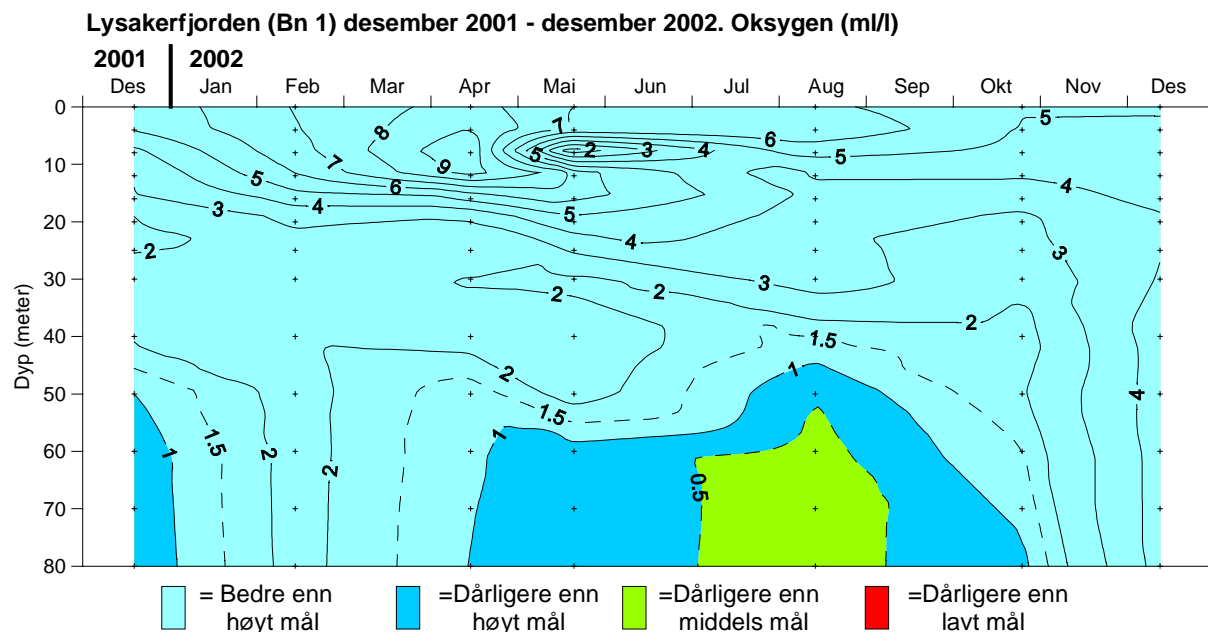 Lysakerfjorden (Bn 1) desember 2001 - desember 2002. Oksygen (ml/l)
2001 2002
Des Jan Feb Mar Apr Mai Jun Jul Aug Sep Okt Nov Des
Dyp (meter)
0
10
20
30
40
50
60
70
80
7 8 9 7 6 5
5 2 3 4 5
5 6 4
3 4 5 4 3
2 3
2 2 2
1.5
2 1 4
1.5
1 1.5 2 2 1
0.5
= Bedre enn høyt mål
=Dårligere enn høyt mål
=Dårligere enn middels mål
=Dårligere enn lavt mål